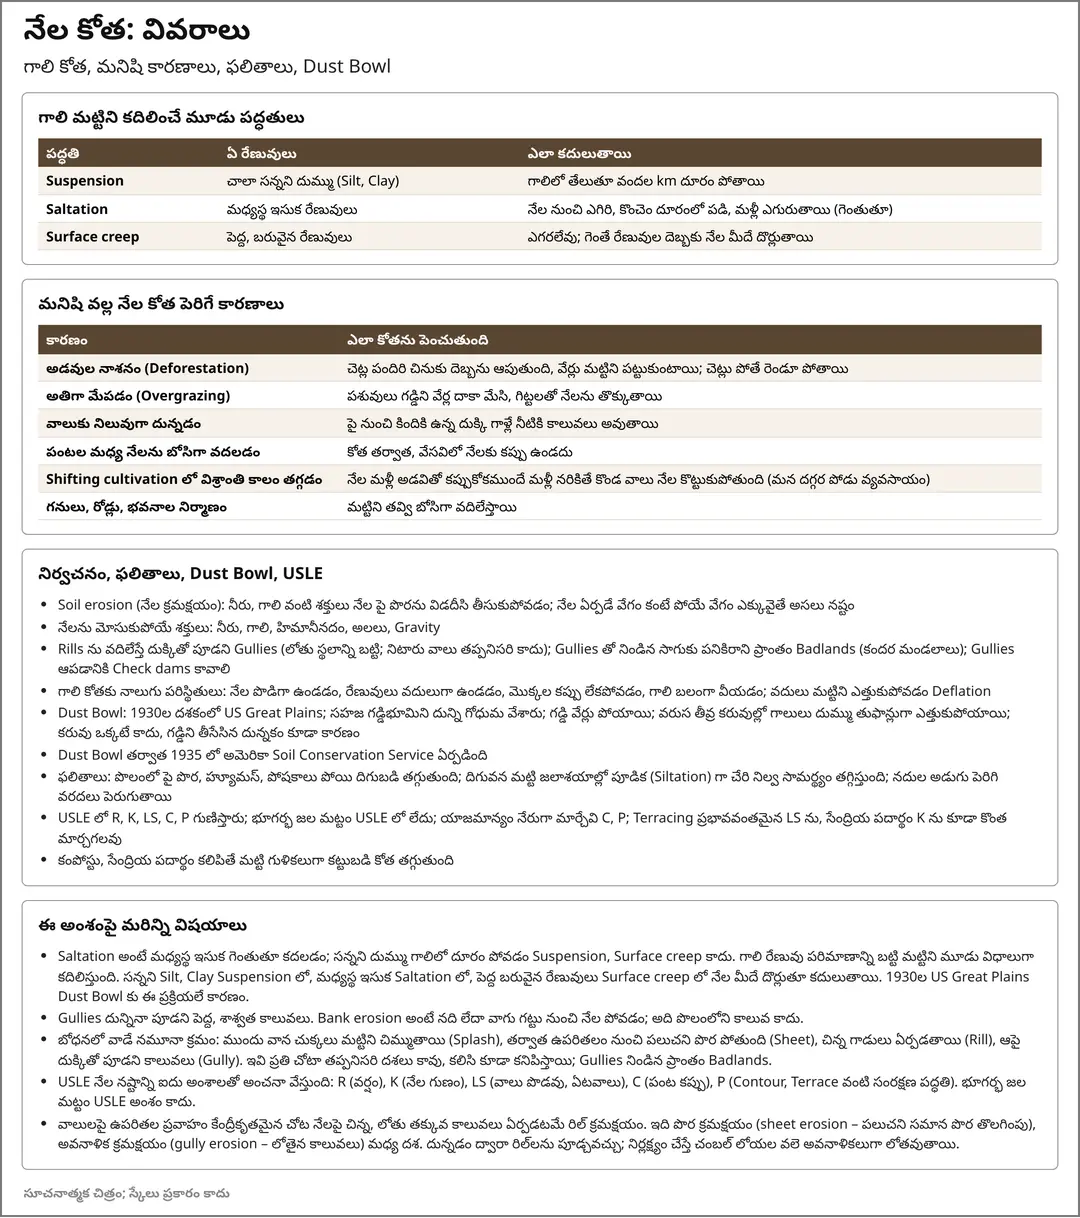 నేల కోత: వివరాలు
గాలి కోత, మనిషి కారణాలు, ఫలితాలు, Dust Bowl
గాలి మట్టిని కదిలించే మూడు పద్ధతులు
పద్ధతి ఏ రేణువులు ఎలా కదులుతాయి
Suspension చాలా సన్నని దుమ్ము (Silt, Clay) గాలిలో తేలుతూ వందల km దూరం పోతాయి
Saltation మధ్యస్థ ఇసుక రేణువులు నేల నుంచి ఎగిరి, కొంచెం దూరంలో పడి, మళ్లీ ఎగురుతాయి (గెంతుతూ)
Surface creep పెద్ద, బరువైన రేణువులు ఎగరలేవు; గెంతే రేణువుల దెబ్బకు నేల మీదే దొర్లుతాయి
మనిషి వల్ల నేల కోత పెరిగే కారణాలు
కారణం ఎలా కోతను పెంచుతుంది
అడవుల నాశనం (Deforestation) చెట్ల పందిరి చినుకు దెబ్బను ఆపుతుంది, వేర్లు మట్టిని పట్టుకుంటాయి; చెట్లు పోతే రెండూ పోతాయి
అతిగా మేపడం (Overgrazing) పశువులు గడ్డిని వేర్ల దాకా మేసి, గిట్టలతో నేలను తొక్కుతాయి
వాలుకు నిలువుగా దున్నడం పై నుంచి కిందికి ఉన్న దుక్కి గాళ్లే నీటికి కాలువలు అవుతాయి
పంటల మధ్య నేలను బోసిగా వదలడం కోత తర్వాత, వేసవిలో నేలకు కప్పు ఉండదు
Shifting cultivation లో విశ్రాంతి కాలం తగ్గడం నేల మళ్లీ అడవితో కప్పుకోకముందే మళ్లీ నరికితే కొండ వాలు నేల కొట్టుకుపోతుంది (మన దగ్గర పోడు వ్యవసాయం)
గనులు, రోడ్లు, భవనాల నిర్మాణం మట్టిని తవ్వి బోసిగా వదిలేస్తాయి
నిర్వచనం, ఫలితాలు, Dust Bowl, USLE
• Soil erosion (నేల క్రమక్షయం): నీరు, గాలి వంటి శక్తులు నేల పై పొరను విడదీసి తీసుకుపోవడం; నేల ఏర్పడే వేగం కంటే పోయే వేగం ఎక్కువైతే అసలు నష్టం
• నేలను మోసుకుపోయే శక్తులు: నీరు, గాలి, హిమానీనదం, అలలు, Gravity
• Rills ను వదిలేస్తే దుక్కితో పూడని Gullies (లోతు స్థలాన్ని బట్టి; నిటారు వాలు తప్పనిసరి కాదు); Gullies తో నిండిన సాగుకు పనికిరాని ప్రాంతం Badlands (కందర మండలాలు); Gullies
ఆపడానికి Check dams కావాలి
• గాలి కోతకు నాలుగు పరిస్థితులు: నేల పొడిగా ఉండడం, రేణువులు వదులుగా ఉండడం, మొక్కల కప్పు లేకపోవడం, గాలి బలంగా వీయడం; వదులు మట్టిని ఎత్తుకుపోవడం Deflation
• Dust Bowl: 1930ల దశకంలో US Great Plains; సహజ గడ్డిభూమిని దున్ని గోధుమ వేశారు; గడ్డి వేర్లు పోయాయి; వరుస తీవ్ర కరువుల్లో గాలులు దుమ్ము తుఫాన్లుగా ఎత్తుకుపోయాయి;
కరువు ఒక్కటే కాదు, గడ్డిని తీసేసిన దున్నకం కూడా కారణం
• Dust Bowl తర్వాత 1935 లో అమెరికా Soil Conservation Service ఏర్పడింది
• ఫలితాలు: పొలంలో పై పొర, హ్యూమస్, పోషకాలు పోయి దిగుబడి తగ్గుతుంది; దిగువన మట్టి జలాశయాల్లో పూడిక (Siltation) గా చేరి నిల్వ సామర్థ్యం తగ్గిస్తుంది; నదుల అడుగు పెరిగి
వరదలు పెరుగుతాయి
• USLE లో R, K, LS, C, P గుణిస్తారు; భూగర్భ జల మట్టం USLE లో లేదు; యాజమాన్యం నేరుగా మార్చేవి C, P; Terracing ప్రభావవంతమైన LS ను, సేంద్రియ పదార్థం K ను కూడా కొంత
మార్చగలవు
• కంపోస్టు, సేంద్రియ పదార్థం కలిపితే మట్టి గుళికలుగా కట్టుబడి కోత తగ్గుతుంది
ఈ అంశంపై మరిన్ని విషయాలు
• Saltation అంటే మధ్యస్థ ఇసుక గెంతుతూ కదలడం; సన్నని దుమ్ము గాలిలో దూరం పోవడం Suspension, Surface creep కాదు. గాలి రేణువు పరిమాణాన్ని బట్టి మట్టిని మూడు విధాలుగా
కదిలిస్తుంది. సన్నని Silt, Clay Suspension లో, మధ్యస్థ ఇసుక Saltation లో, పెద్ద బరువైన రేణువులు Surface creep లో నేల మీదే దొర్లుతూ కదులుతాయి. 1930ల US Great Plains
Dust Bowl కు ఈ ప్రక్రియలే కారణం.
• Gullies దున్నినా పూడని పెద్ద, శాశ్వత కాలువలు. Bank erosion అంటే నది లేదా వాగు గట్టు నుంచి నేల పోవడం; అది పొలంలోని కాలువ కాదు.
• బోధనలో వాడే నమూనా క్రమం: ముందు వాన చుక్కలు మట్టిని చిమ్ముతాయి (Splash), తర్వాత ఉపరితలం నుంచి పలుచని పొర పోతుంది (Sheet), చిన్న గాడులు ఏర్పడతాయి (Rill), ఆపై
దుక్కితో పూడని కాలువలు (Gully). ఇవి ప్రతి చోటా తప్పనిసరి దశలు కావు, కలిసి కూడా కనిపిస్తాయి; Gullies నిండిన ప్రాంతం Badlands.
• USLE నేల నష్టాన్ని ఐదు అంశాలతో అంచనా వేస్తుంది: R (వర్షం), K (నేల గుణం), LS (వాలు పొడవు, ఏటవాలు), C (పంట కప్పు), P (Contour, Terrace వంటి సంరక్షణ పద్ధతి). భూగర్భ జల
మట్టం USLE అంశం కాదు.
• వాలులపై ఉపరితల ప్రవాహం కేంద్రీకృతమైన చోట నేలపై చిన్న, లోతు తక్కువ కాలువలు ఏర్పడటమే రిల్ క్రమక్షయం. ఇది పొర క్రమక్షయం (sheet erosion – పలుచని సమాన పొర తొలగింపు),
అవనాళిక క్రమక్షయం (gully erosion – లోతైన కాలువలు) మధ్య దశ. దున్నడం ద్వారా రిల్‌లను పూడ్చవచ్చు; నిర్లక్ష్యం చేస్తే చంబల్ లోయల వలె అవనాళికలుగా లోతవుతాయి.
సూచనాత్మక చిత్రం; స్కేలు ప్రకారం కాదు